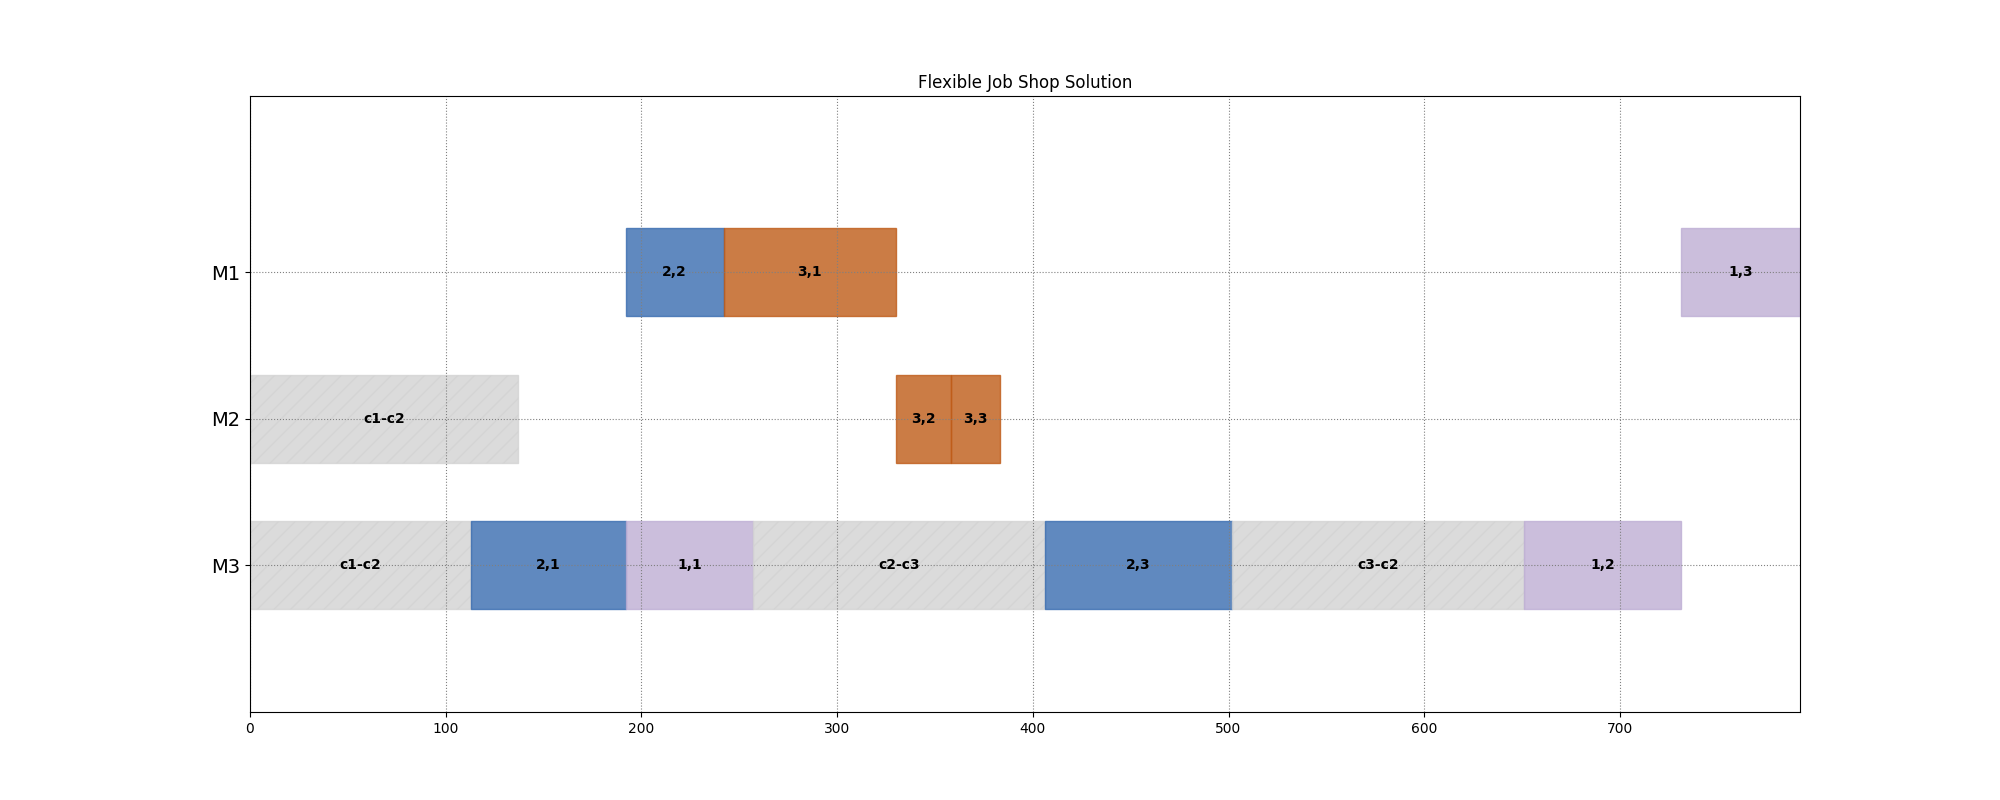 Flexible Job Shop Solution
M1
2,2
3,1
1,3
M2
c1-c2
3,2
3,3
M3
c1-c2
2,1
1,1
c2-c3
2,3
c3-c2
1,2
0 100 200 300 400 500 600 700